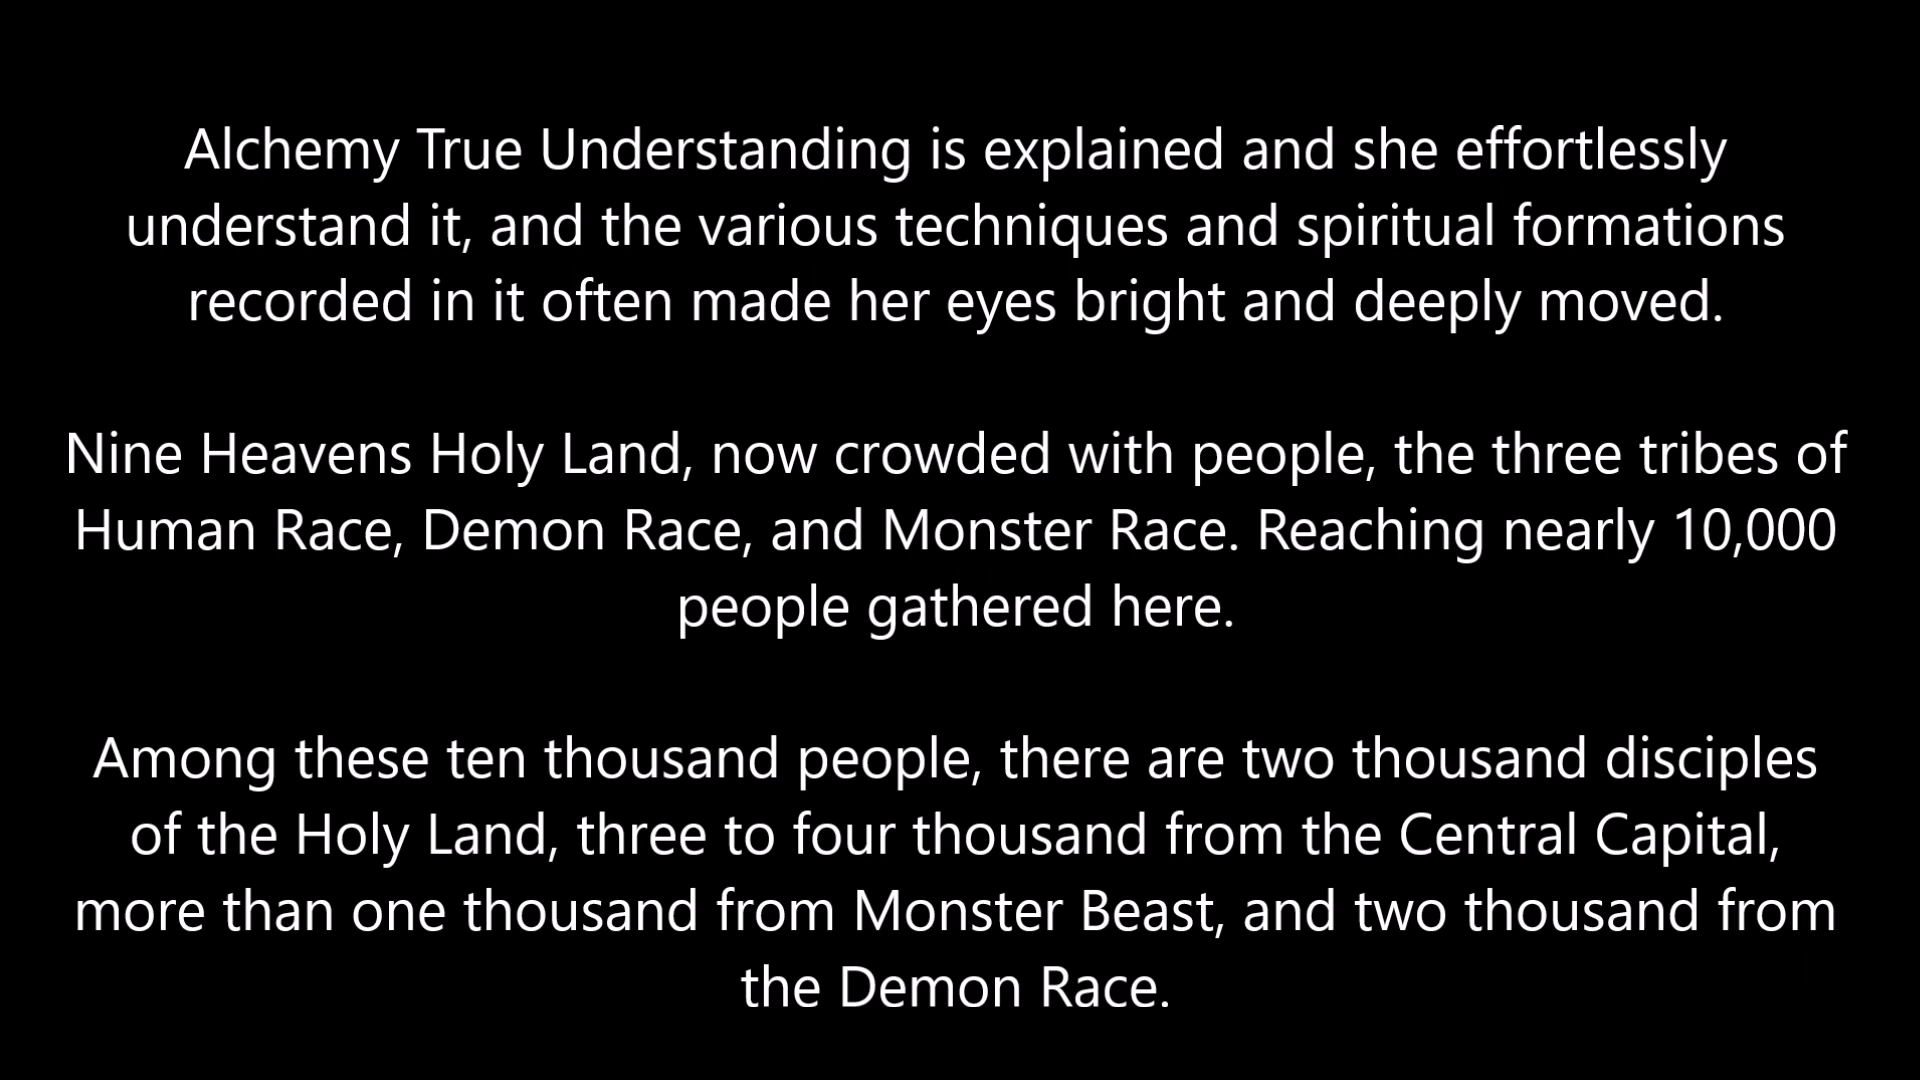 Alchemy True Understanding is explained and she effortlessly
understand it, and the various techniques and spiritual formations
recorded in it often made her eyes bright and deeply moved.
Nine Heavens Holy Land, now crowded with people, the three tribes of
Human Race, Demon Race, and Monster Race. Reaching nearly 10,000
people gathered here.
Among these ten thousand people, there are two thousand disciples
of the Holy Land, three to four thousand from the Central Capital,
more than one thousand from Monster Beast, and two thousand from
the Demon Race.